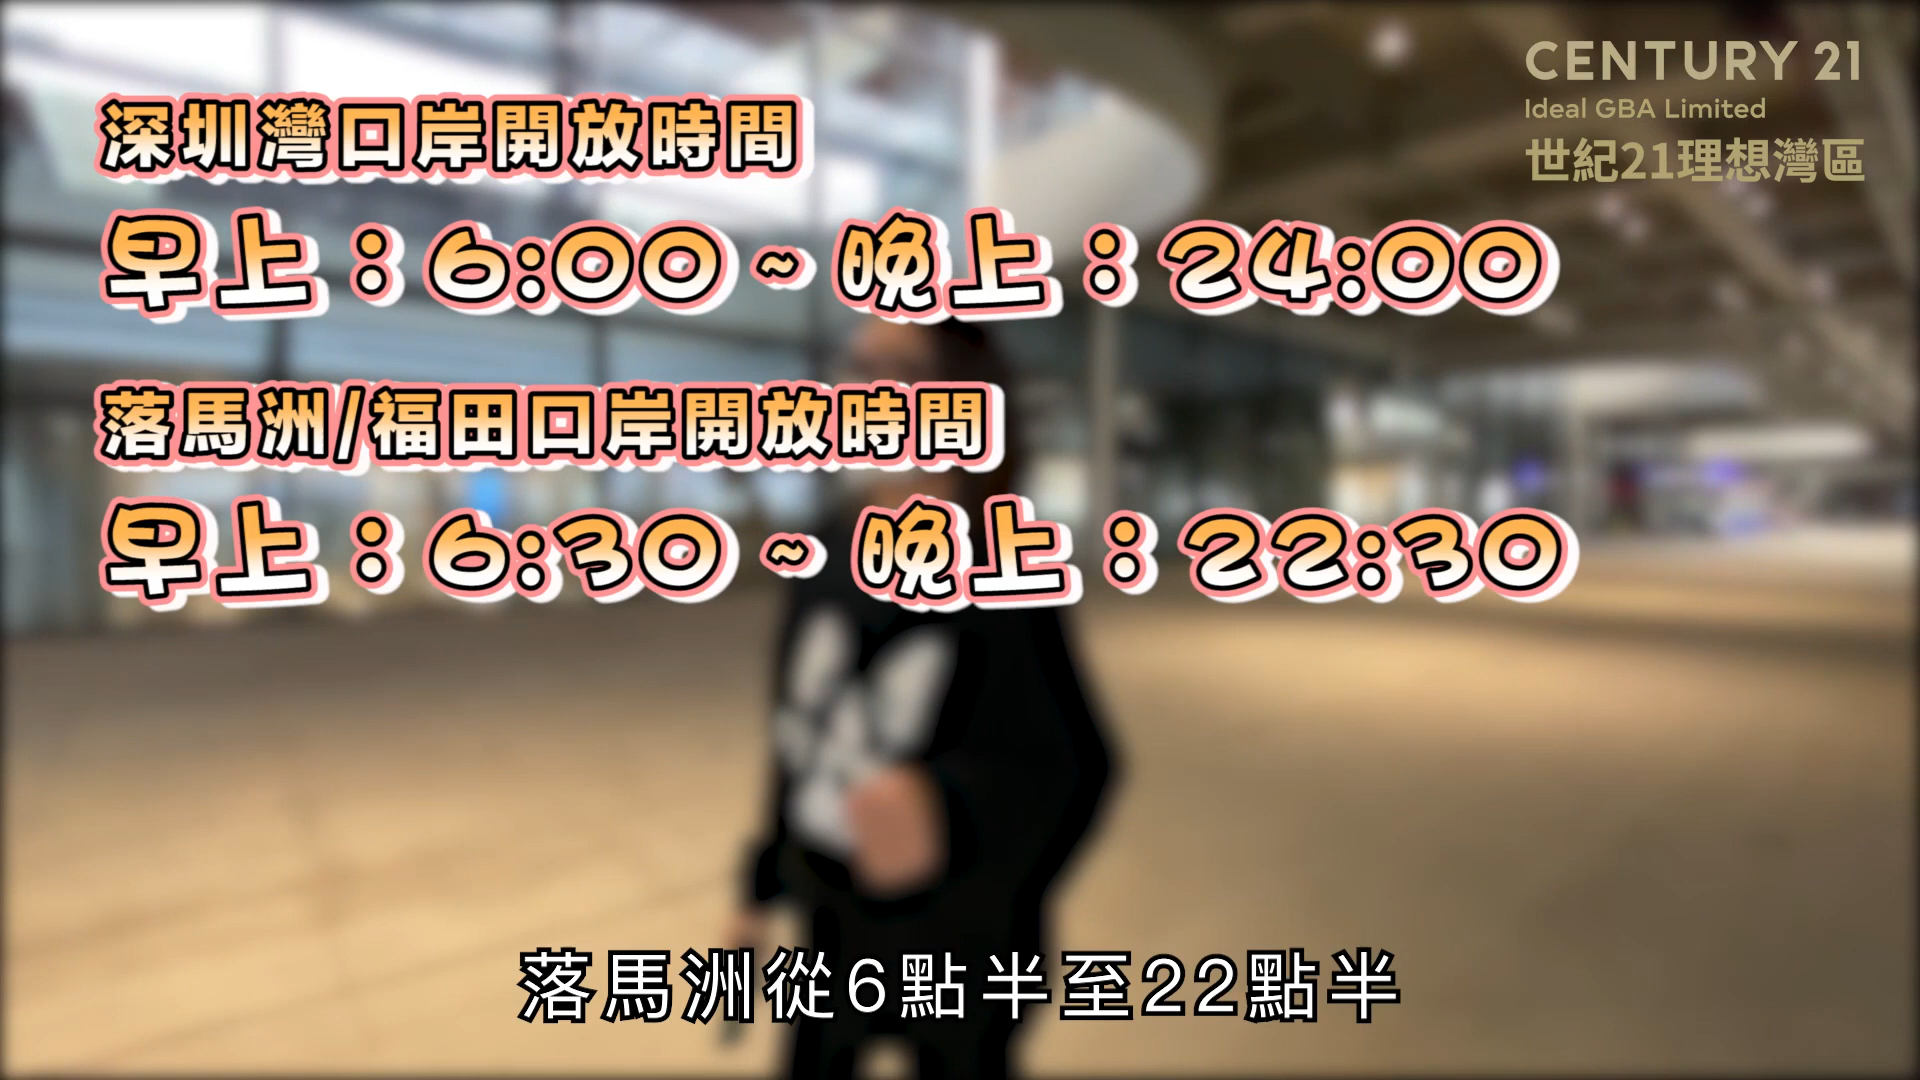 CENTURY 21
Ideal GBA Limited
世紀21理想灣區
深圳灣口岸開放時間
早上：6:00 ~ 晚上：24:00
落馬洲/福田口岸開放時間
早上：6:30 ~ 晚上：22:30
落馬洲從6點半至22點半